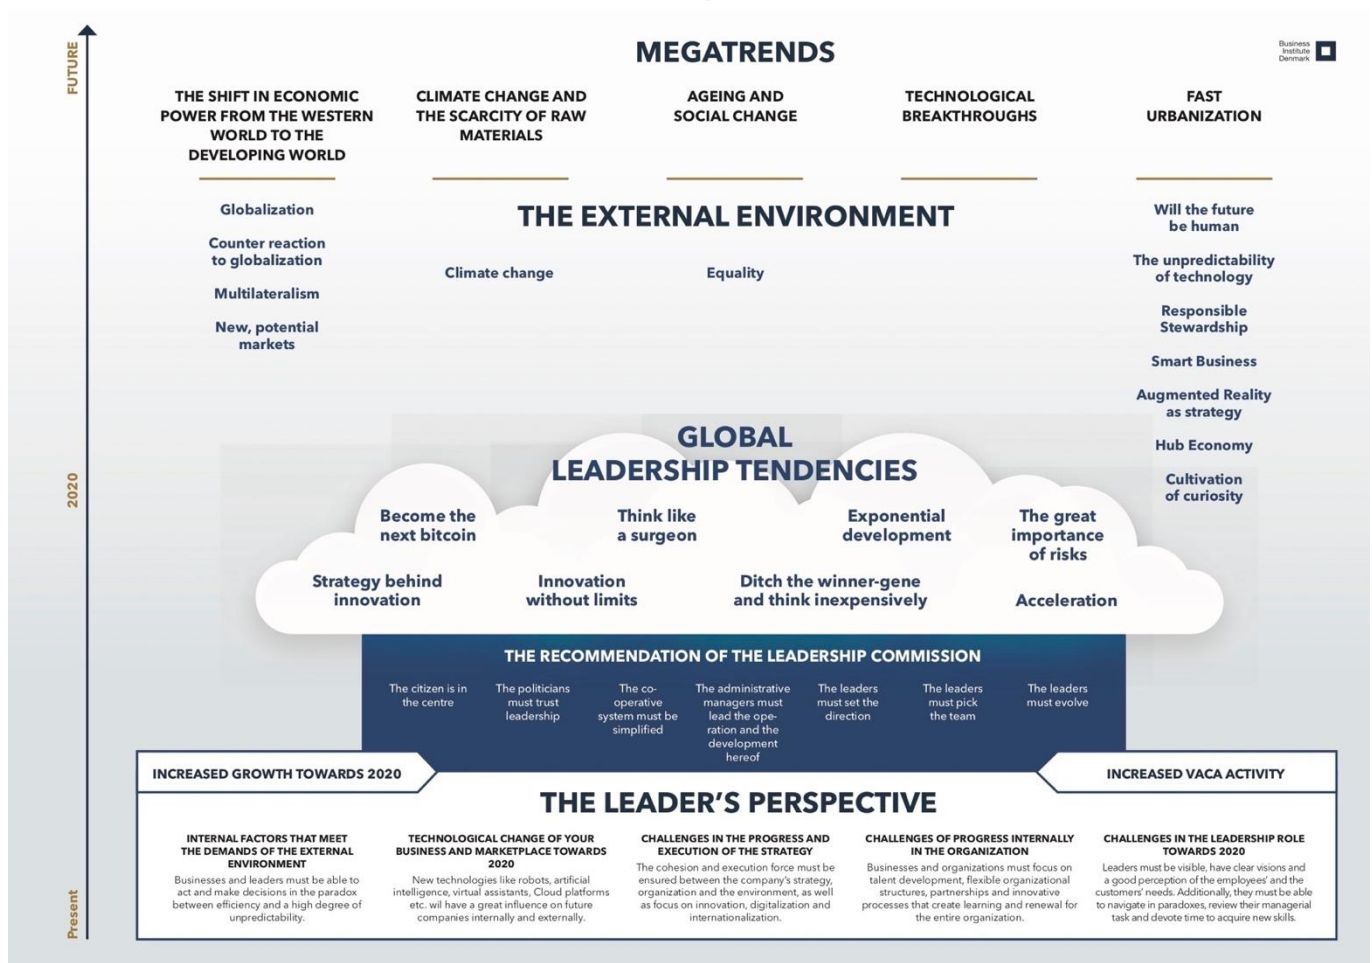 MEGATRENDS
Business
Institute
Denmark
FUTURE
THE SHIFT IN ECONOMIC
POWER FROM THE WESTERN
WORLD TO THE
DEVELOPING WORLD
CLIMATE CHANGE AND
THE SCARCITY OF RAW
MATERIALS
AGEING AND
SOCIAL CHANGE
TECHNOLOGICAL
BREAKTHROUGHS
FAST
URBANIZATION
THE EXTERNAL ENVIRONMENT
Globalization
Counter reaction
to globalization
Multilateralism
New, potential
markets
Climate change
Equality
Will the future
be human
The unpredictability
of technology
Responsible
Stewardship
Smart Business
Augmented Reality
as strategy
Hub Economy
Cultivation
of curiosity
2020
GLOBAL
LEADERSHIP TENDENCIES
Become the
next bitcoin
Think like
a surgeon
Exponential
development
The great
importance
of risks
Strategy behind
innovation
Innovation
without limits
Ditch the winner-gene
and think inexpensively
Acceleration
THE RECOMMENDATION OF THE LEADERSHIP COMMISSION
The citizen is in
the centre
The politicians
must trust
leadership
The co-
operative
system must be
simplified
The administrative
managers must
lead the ope-
ration and the
development
hereof
The leaders
must set the
direction
The leaders
must pick
the team
The leaders
must evolve
INCREASED GROWTH TOWARDS 2020
INCREASED VACA ACTIVITY
THE LEADER'S PERSPECTIVE
INTERNAL FACTORS THAT MEET
THE DEMANDS OF THE EXTERNAL
ENVIRONMENT
Businesses and leaders must be able to
act and make decisions in the paradox
between efficiency and a high degree of
unpredictability.
TECHNOLOGICAL CHANGE OF YOUR
BUSINESS AND MARKETPLACE TOWARDS
2020
New technologies like robots, artificial
intelligence, virtual assistants, Cloud platforms
etc. wil have a great influence on future
companies internally and externally.
CHALLENGES IN THE PROGRESS AND
EXECUTION OF THE STRATEGY
The cohesion and execution force must be
ensured between the company's strategy,
organization and the environment, as well
as focus on innovation, digitalization and
internationalization.
CHALLENGES OF PROGRESS INTERNALLY
IN THE ORGANIZATION
Businesses and organizations must focus on
talent development, flexible organizational
structures, partnerships and innovative
processes that create learning and renewal for
the entire organization.
CHALLENGES IN THE LEADERSHIP ROLE
TOWARDS 2020
Leaders must be visible, have clear visions and
a good perception of the employees' and the
customers' needs. Additionally, they must be able
to navigate in paradoxes, review their managerial
task and devote time to acquire new skills.
Present